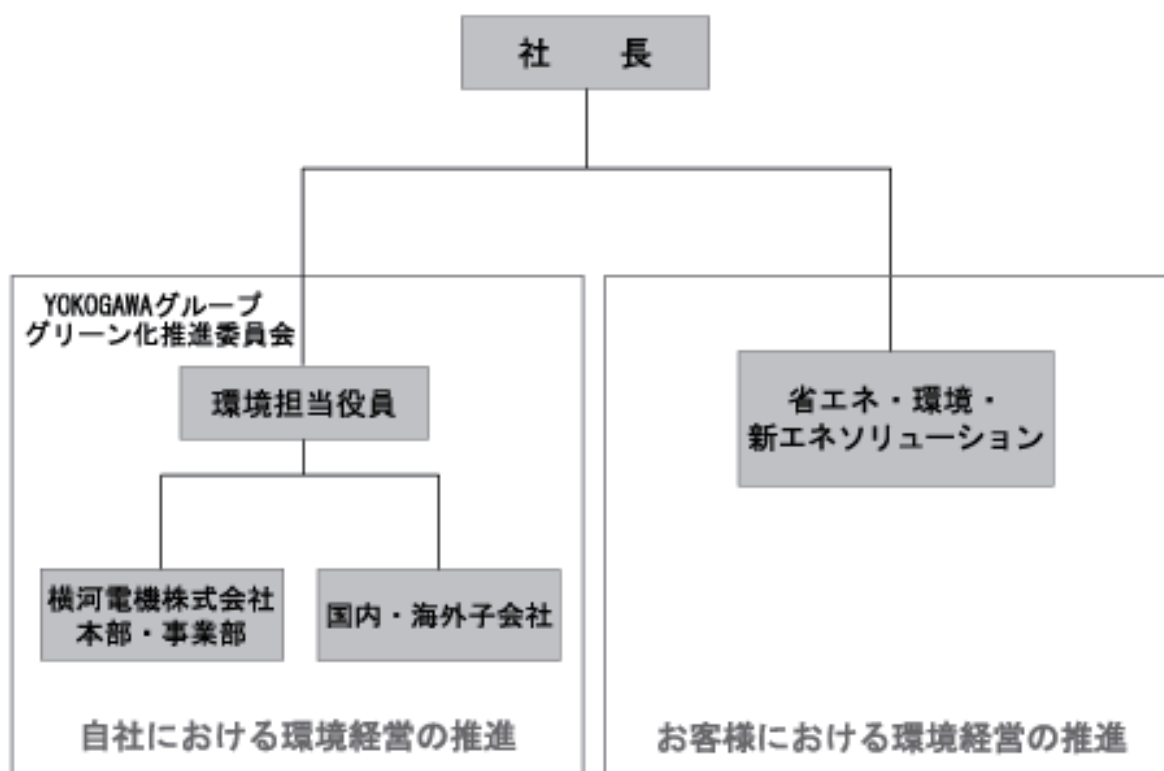 社　長
YOKOGAWAグループ
グリーン化推進委員会
環境担当役員
省エネ・環境・
新エネソリューション
横河電機株式会社
本部・事業部
国内・海外子会社
自社における環境経営の推進
お客様における環境経営の推進